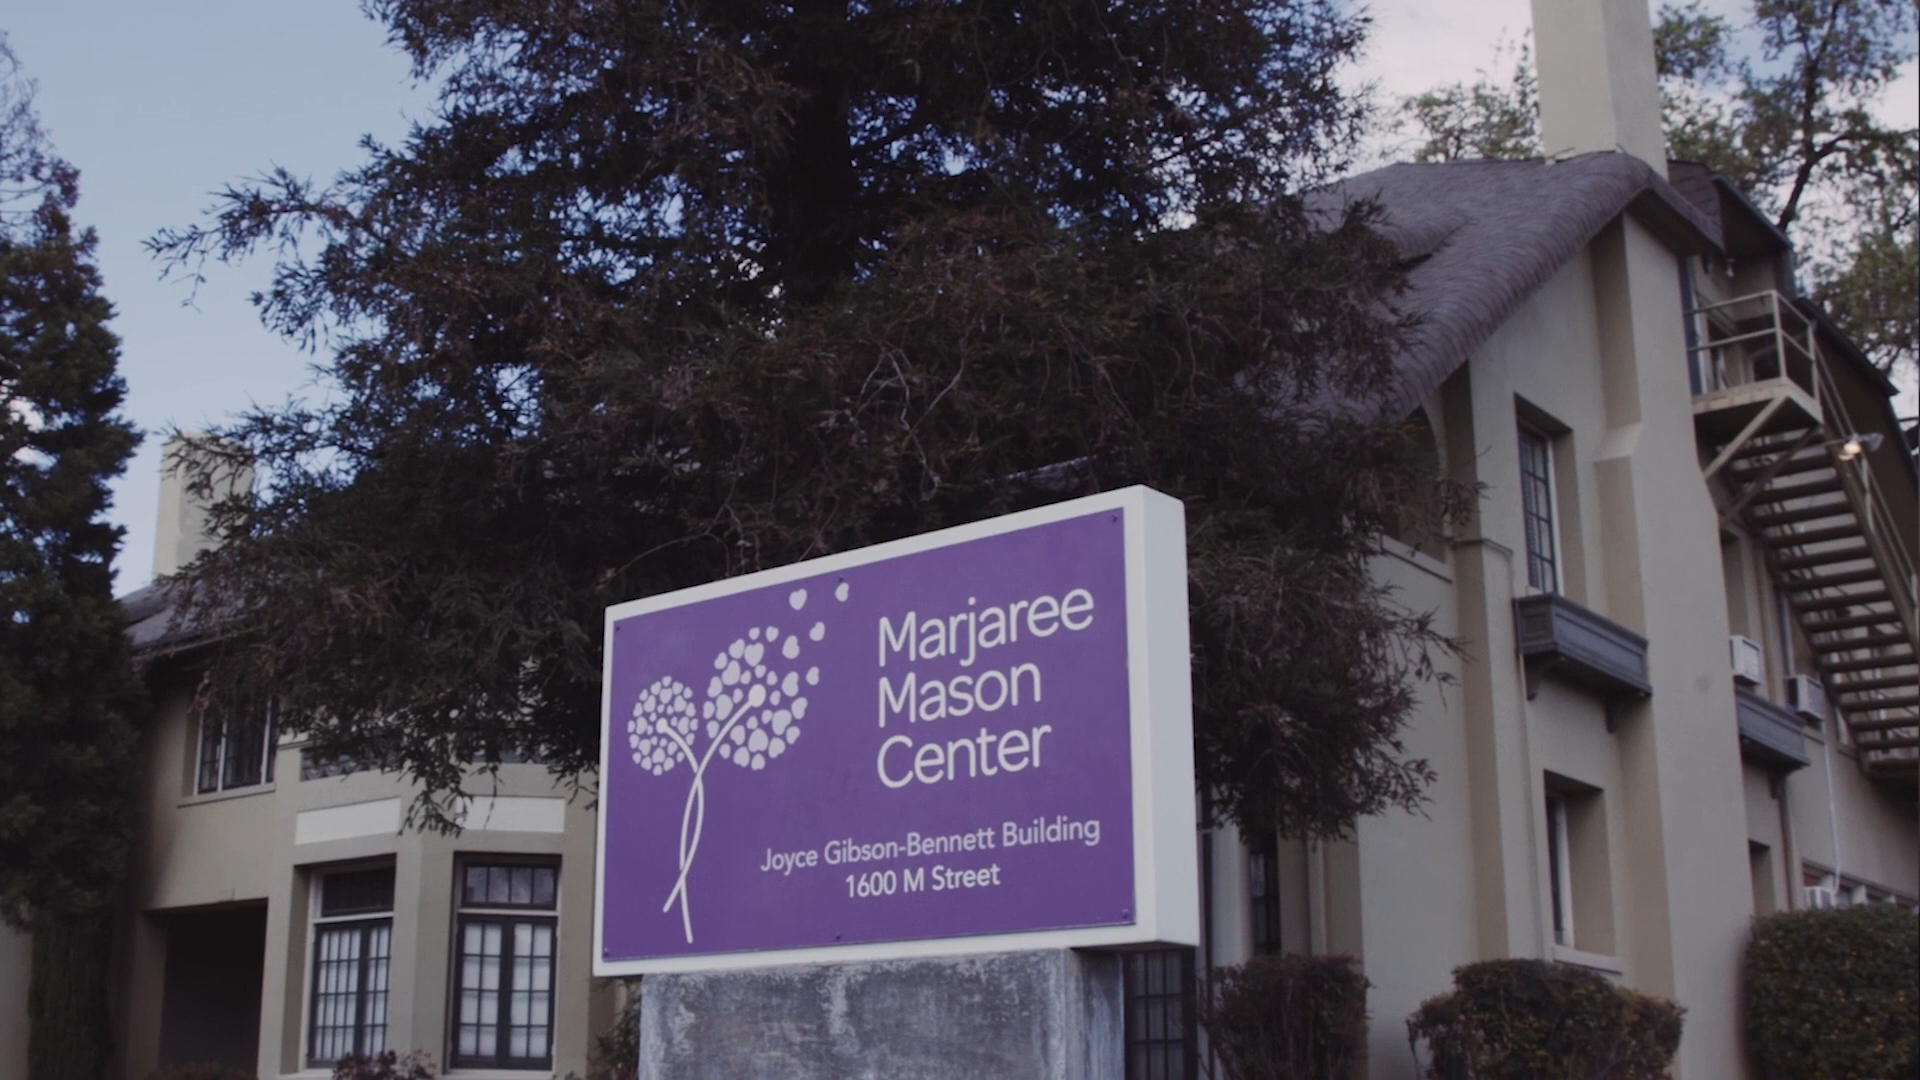 Marjaree
Mason
Center
Joyce Gibson-Bennett Building
1600 M Street